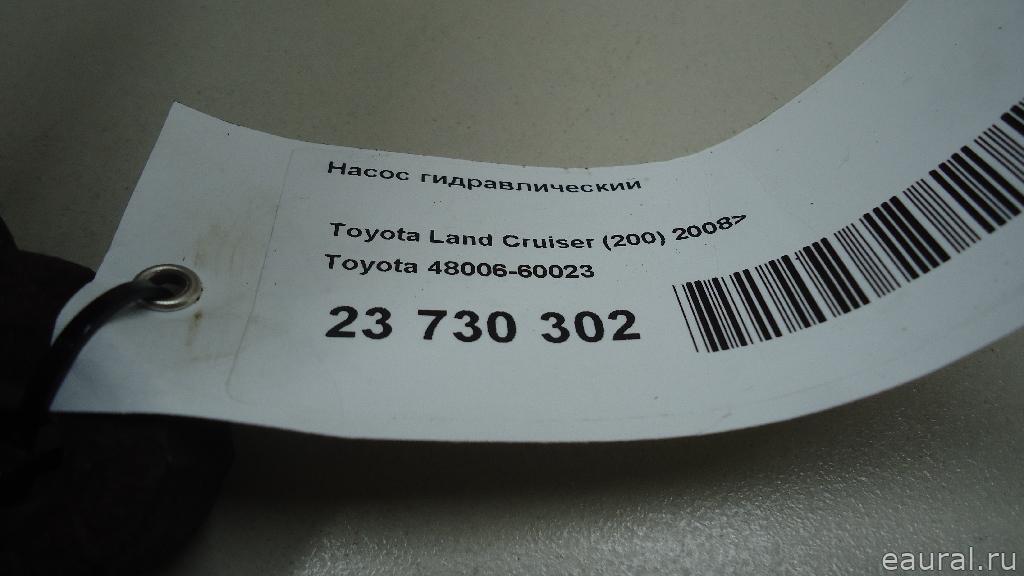 Насос гидравлический
Toyota Land Cruiser (200) 2008>
Toyota 48006-60023
23 730 302
eaural.ru